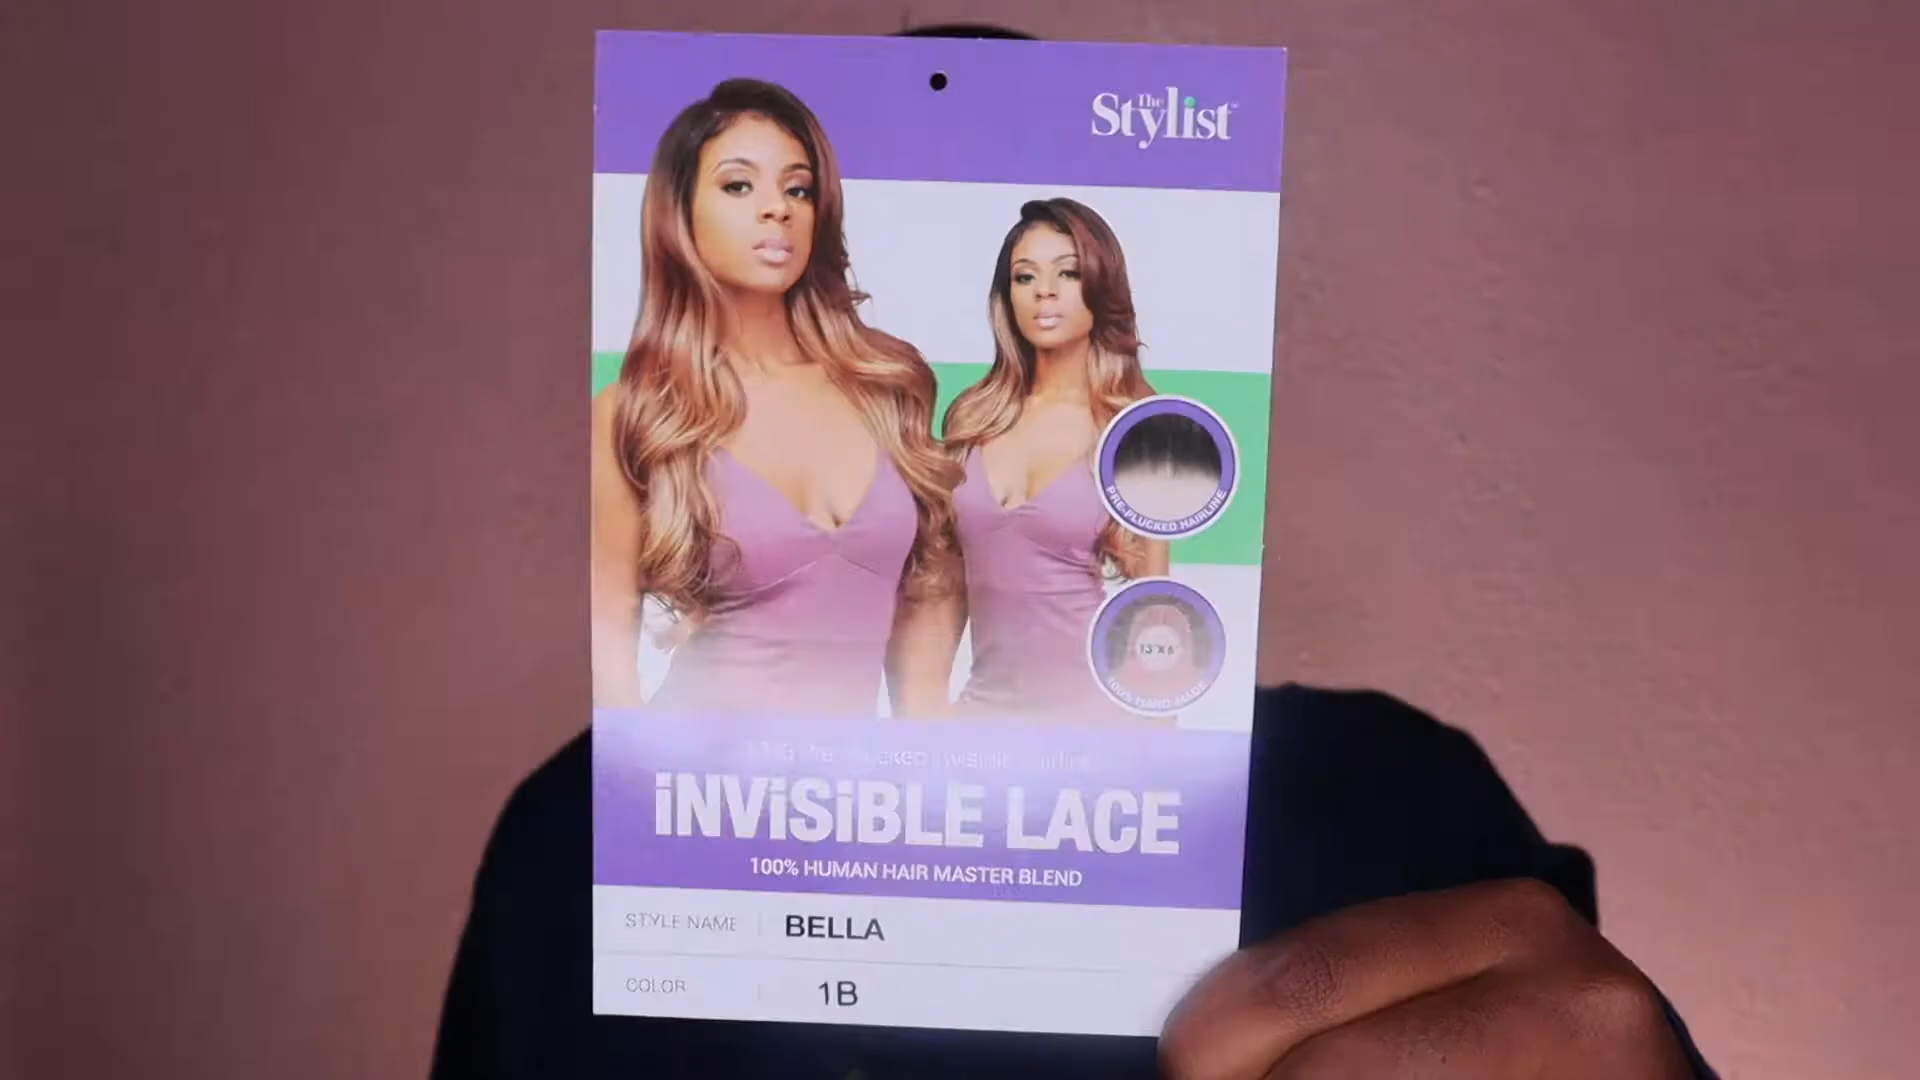 The
Stylist
PRE-PLUCKED HAIRLINE
13"X6"
100% HAND-MADE
iNViSiBLE LACE
100% HUMAN HAIR MASTER BLEND
STYLE NAME BELLA
COLOR 1B